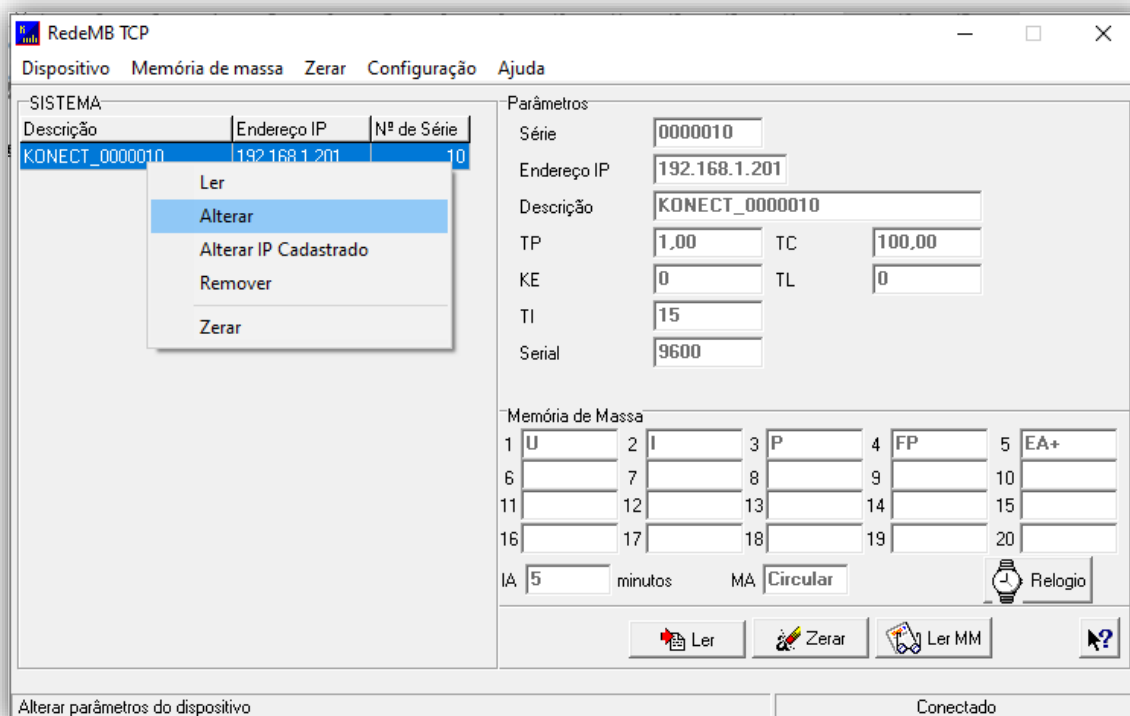 RedeMB TCP
Dispositivo Memória de massa Zerar Configuração Ajuda
SISTEMA
Descrição Endereço IP Nº de Série
KONECT_0000010 192.168.1.201 10
Ler
Alterar
Alterar IP Cadastrado
Remover
Zerar
Parâmetros
Série 0000010
Endereço IP 192.168.1.201
Descrição KONECT_0000010
TP 1,00 TC 100,00
KE 0 TL 0
TI 15
Serial 9600
Memória de Massa
1 U 2 I 3 P 4 FP 5 EA+
6 7 8 9 10
11 12 13 14 15
16 17 18 19 20
IA 5 minutos MA Circular Relogio
Ler Zerar Ler MM
Alterar parâmetros do dispositivo Conectado